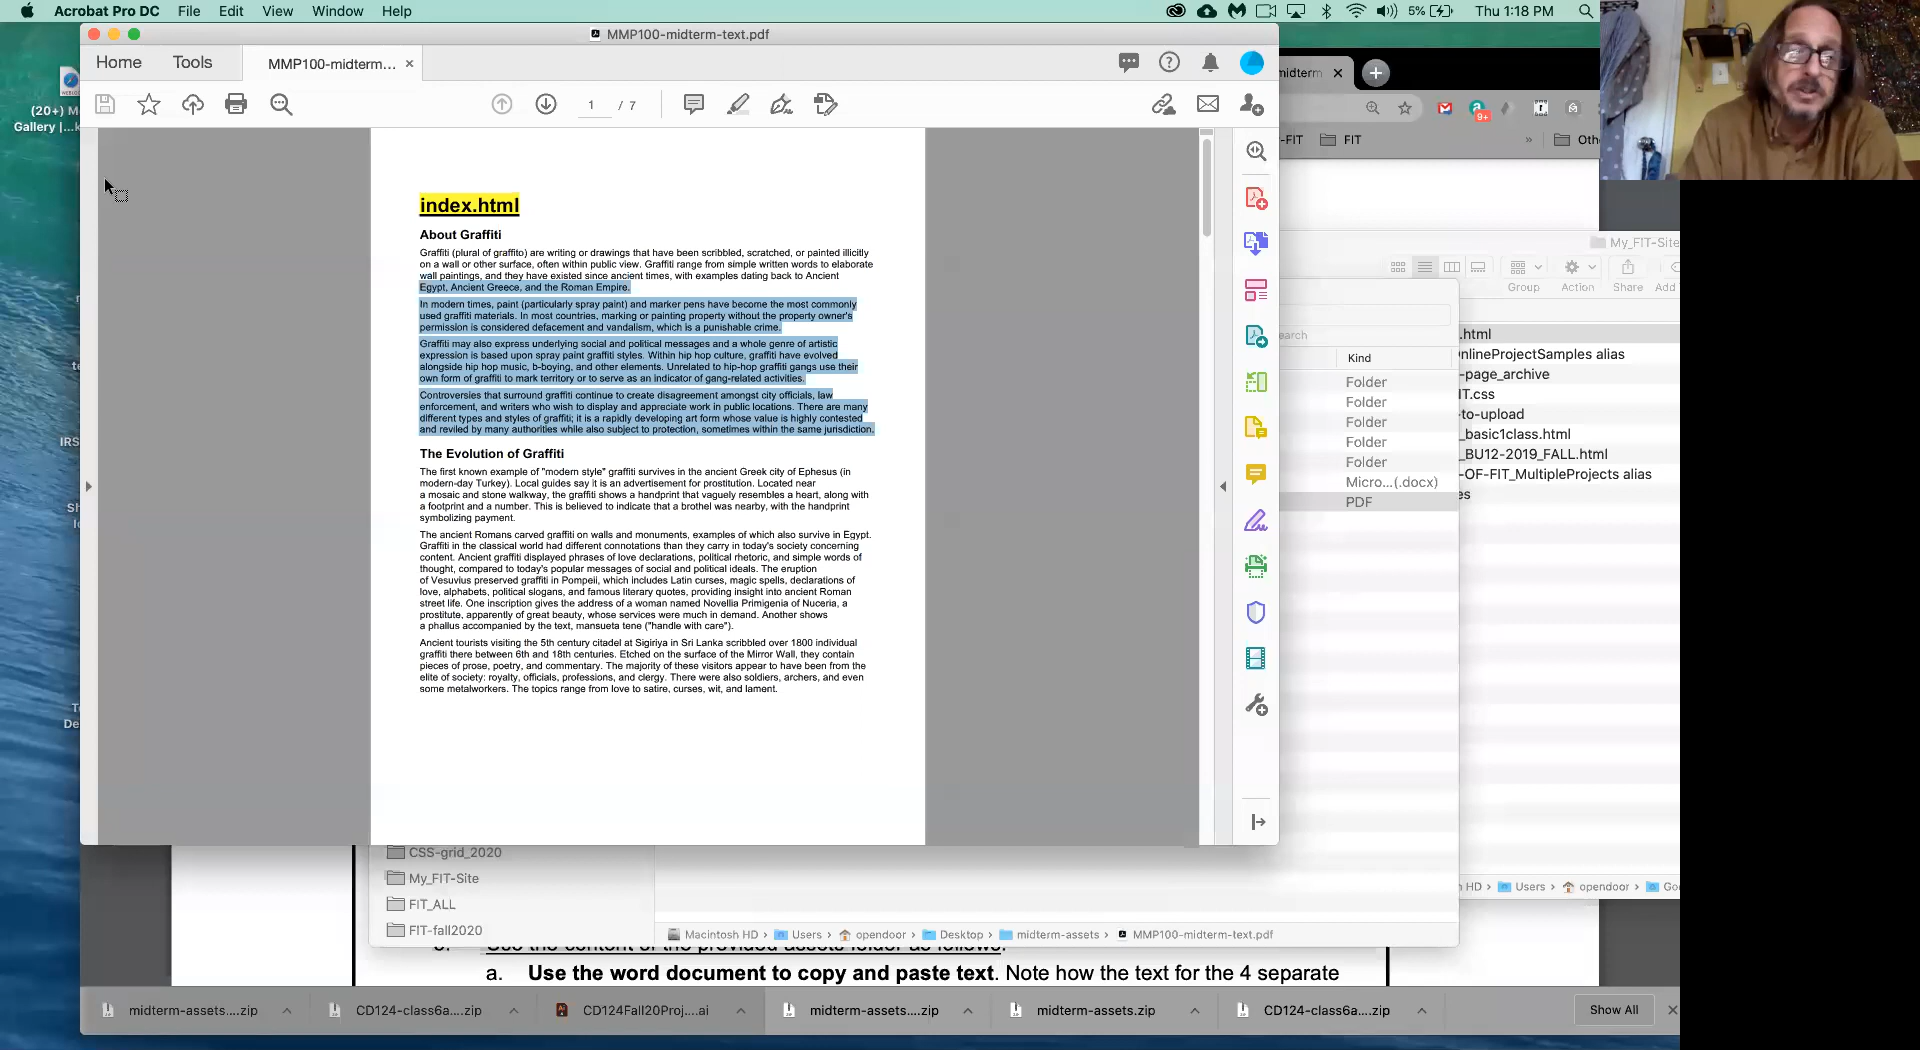 Acrobat Pro DC File Edit View Window Help 5% Thu 1:18 PM
MMP100-midterm-text.pdf
Home Tools MMP100-midterm... ×
1 / 7
index.html
About Graffiti
Graffiti (plural of graffito) are writing or drawings that have been scribbled, scratched, or painted illicitly
on a wall or other surface, often within public view. Graffiti range from simple written words to elaborate
wall paintings, and they have existed since ancient times, with examples dating back to Ancient
Egypt, Ancient Greece, and the Roman Empire.
In modern times, paint (particularly spray paint) and marker pens have become the most commonly
used graffiti materials. In most countries, marking or painting property without the property owner's
permission is considered defacement and vandalism, which is a punishable crime.
Graffiti may also express underlying social and political messages and a whole genre of artistic
expression is based upon spray paint graffiti styles. Within hip hop culture, graffiti have evolved
alongside hip hop music, b-boying, and other elements. Unrelated to hip-hop graffiti gangs use their
own form of graffiti to mark territory or to serve as an indicator of gang-related activities.
Controversies that surround graffiti continue to create disagreement amongst city officials, law
enforcement, and writers who wish to display and appreciate work in public locations. There are many
different types and styles of graffiti; it is a rapidly developing art form whose value is highly contested
and reviled by many authorities while also subject to protection, sometimes within the same jurisdiction.
The Evolution of Graffiti
The first known example of "modern style" graffiti survives in the ancient Greek city of Ephesus (in
modern-day Turkey). Local guides say it is an advertisement for prostitution. Located near
a mosaic and stone walkway, the graffiti shows a handprint that vaguely resembles a heart, along with
a footprint and a number. This is believed to indicate that a brothel was nearby, with the handprint
symbolizing payment.
The ancient Romans carved graffiti on walls and monuments, examples of which also survive in Egypt.
Graffiti in the classical world had different connotations than they carry in today's society concerning
content. Ancient graffiti displayed phrases of love declarations, political rhetoric, and simple words of
thought, compared to today's popular messages of social and political ideals. The eruption
of Vesuvius preserved graffiti in Pompeii, which includes Latin curses, magic spells, declarations of
love, alphabets, political slogans, and famous literary quotes, providing insight into ancient Roman
street life. One inscription gives the address of a woman named Novellia Primigenia of Nuceria, a
prostitute, apparently of great beauty, whose services were much in demand. Another shows
a phallus accompanied by the text, mansueta tene ("handle with care").
Ancient tourists visiting the 5th century citadel at Sigiriya in Sri Lanka scribbled over 1800 individual
graffiti there between 6th and 18th centuries. Etched on the surface of the Mirror Wall, they contain
pieces of prose, poetry, and commentary. The majority of these visitors appear to have been from the
elite of society: royalty, officials, professions, and clergy. There were also soldiers, archers, and even
some metalworkers. The topics range from love to satire, curses, wit, and lament.
(20+)
Gallery |...
IRS
midterm ×
9+
-FIT FIT » Oth
My_FIT-Site
Group Action Share Add
earch
Kind
Folder
Folder
Folder
Folder
Folder
Micro...(.docx)
PDF
.html
OnlineProjectSamples alias
-page_archive
IT.css
-to-upload
_basic1class.html
_BU12-2019_FALL.html
-OF-FIT_MultipleProjects alias
es
HD › Users › opendoor ›
CSS-grid_2020
My_FIT-Site
FIT_ALL
FIT-fall2020
Macintosh HD › Users › opendoor › Desktop › midterm-assets › MMP100-midterm-text.pdf
Use the content of the provided assets folder as follows:
a. Use the word document to copy and paste text. Note how the text for the 4 separate
midterm-assets....zip CD124-class6a....zip CD124Fall20Proj....ai midterm-assets....zip midterm-assets.zip CD124-class6a....zip Show All ×